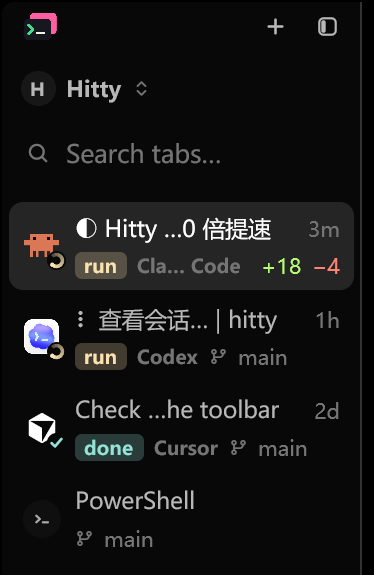 H Hitty
Search tabs...
◐ Hitty ...0 倍提速 3m
run Cla... Code +18 −4
⋮ 查看会话... | hitty 1h
run Codex main
Check ...he toolbar 2d
done Cursor main
PowerShell
main